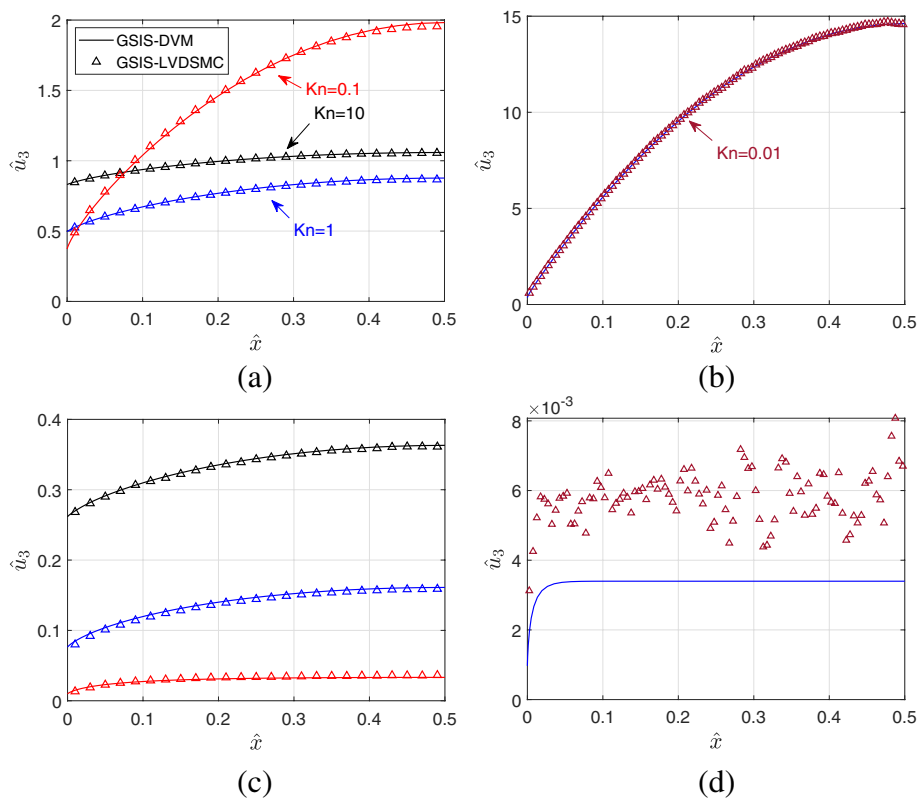 2
1.5
1
0.5
0
GSIS-DVM
GSIS-LVDSMC
Kn=0.1
Kn=10
Kn=1
û₃
0 0.1 0.2 0.3 0.4 0.5
x̂
(a)
15
10
5
0
Kn=0.01
û₃
0 0.1 0.2 0.3 0.4 0.5
x̂
(b)
0.4
0.3
0.2
0.1
0
û₃
0 0.1 0.2 0.3 0.4 0.5
x̂
(c)
×10⁻³
8
6
4
2
0
û₃
0 0.1 0.2 0.3 0.4 0.5
x̂
(d)